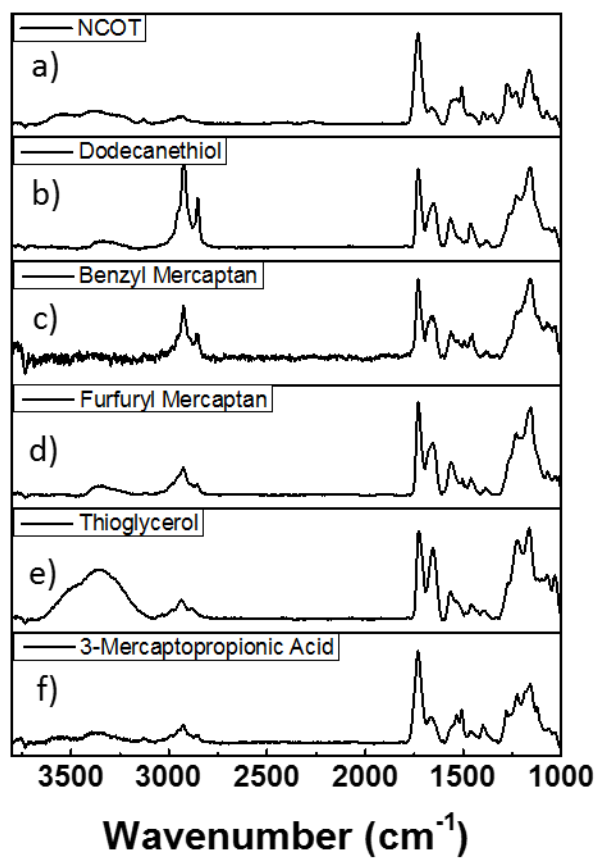 NCOT
a)
Dodecanethiol
b)
Benzyl Mercaptan
c)
Furfuryl Mercaptan
d)
Thioglycerol
e)
3-Mercaptopropionic Acid
f)
3500 3000 2500 2000 1500 1000
Wavenumber (cm⁻¹)